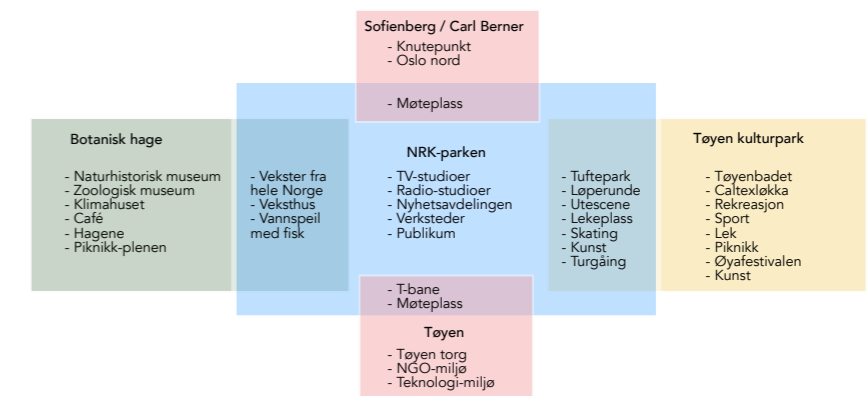 Sofienberg / Carl Berner
- Knutepunkt
- Oslo nord
- Møteplass
Botanisk hage
- Naturhistorisk museum
- Zoologisk museum
- Klimahuset
- Café
- Hagene
- Piknikk-plenen
- Vekster fra
hele Norge
- Veksthus
- Vannspeil
med fisk
NRK-parken
- TV-studioer
- Radio-studioer
- Nyhetsavdelingen
- Verksteder
- Publikum
- Tuftepark
- Løperunde
- Utescene
- Lekeplass
- Skating
- Kunst
- Turgåing
Tøyen kulturpark
- Tøyenbadet
- Caltexløkka
- Rekreasjon
- Sport
- Lek
- Piknikk
- Øyafestivalen
- Kunst
- T-bane
- Møteplass
Tøyen
- Tøyen torg
- NGO-miljø
- Teknologi-miljø